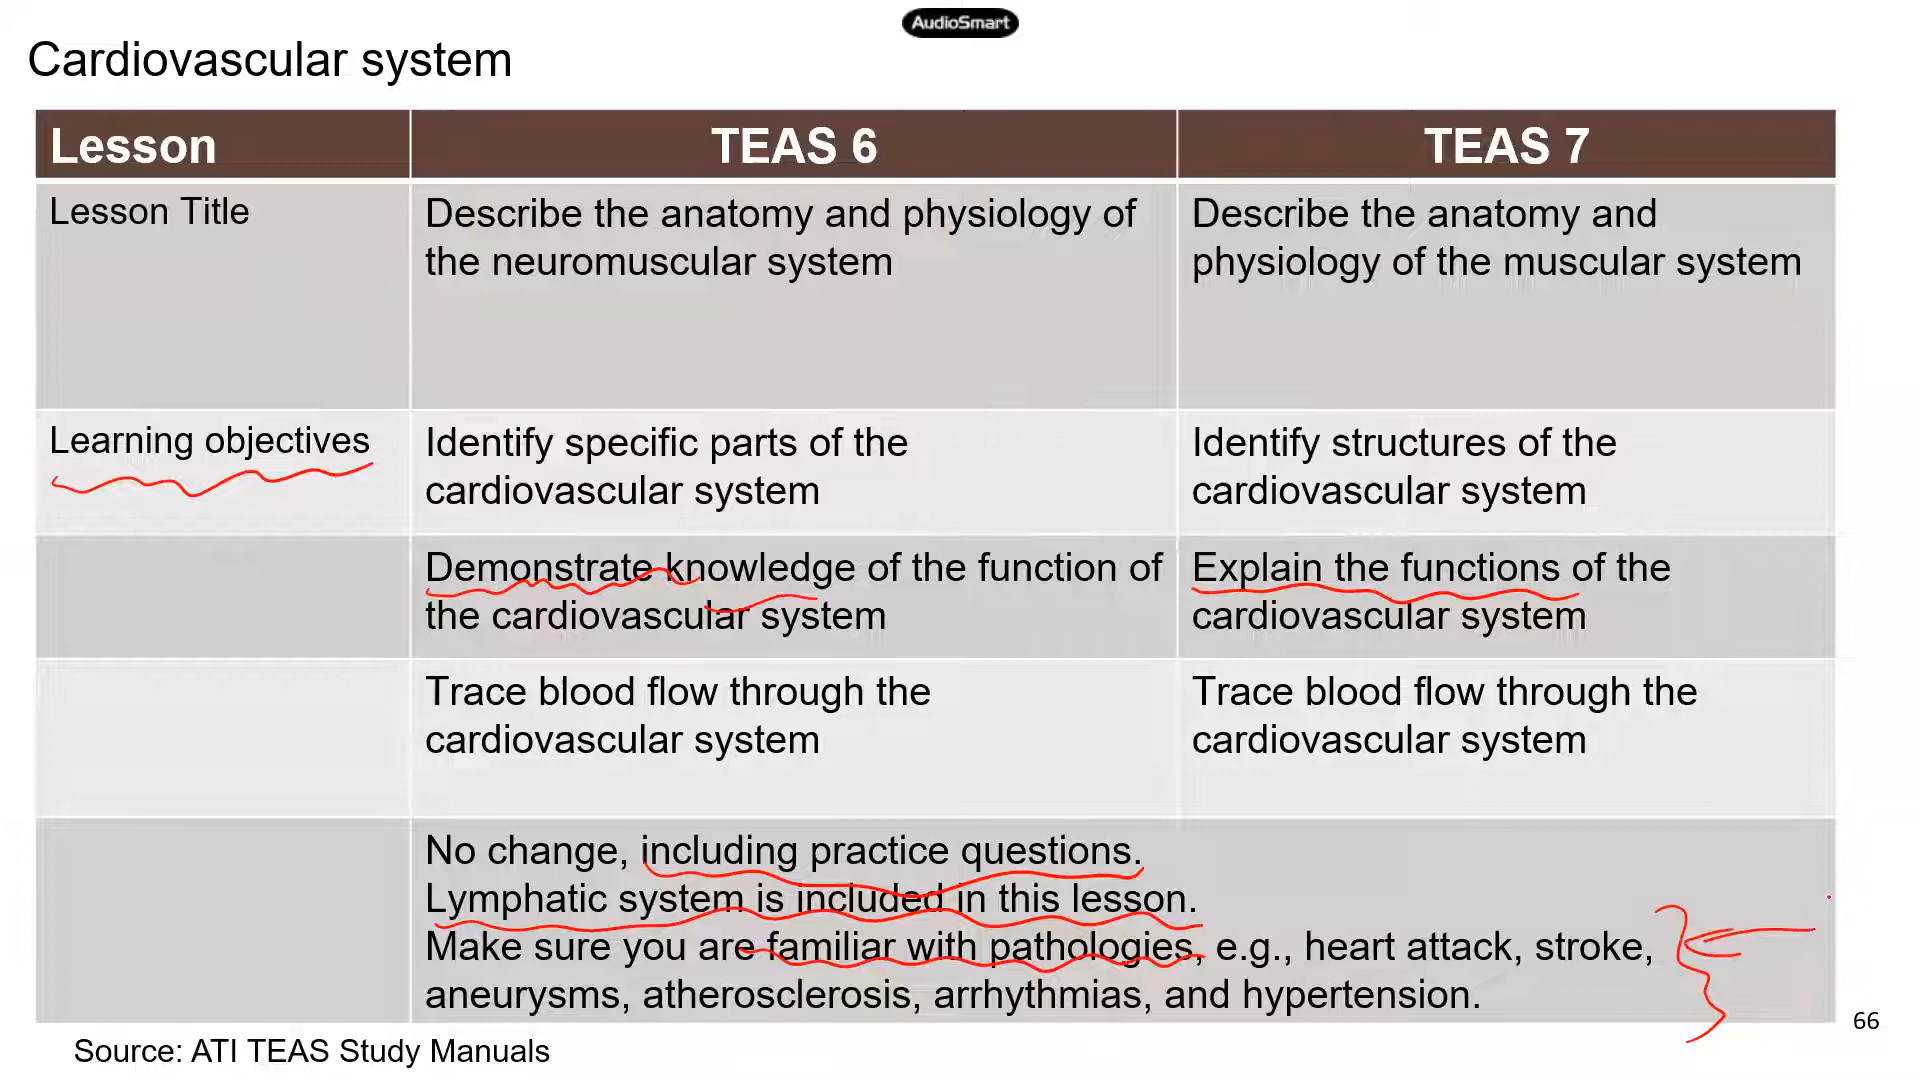 AudioSmart
Cardiovascular system
Lesson
TEAS 6
TEAS 7
Lesson Title
Describe the anatomy and physiology of
the neuromuscular system
Describe the anatomy and
physiology of the muscular system
Learning objectives
Identify specific parts of the
cardiovascular system
Identify structures of the
cardiovascular system
Demonstrate knowledge of the function of
the cardiovascular system
Explain the functions of the
cardiovascular system
Trace blood flow through the
cardiovascular system
Trace blood flow through the
cardiovascular system
No change, including practice questions.
Lymphatic system is included in this lesson.
Make sure you are familiar with pathologies, e.g., heart attack, stroke,
aneurysms, atherosclerosis, arrhythmias, and hypertension.
66
Source: ATI TEAS Study Manuals